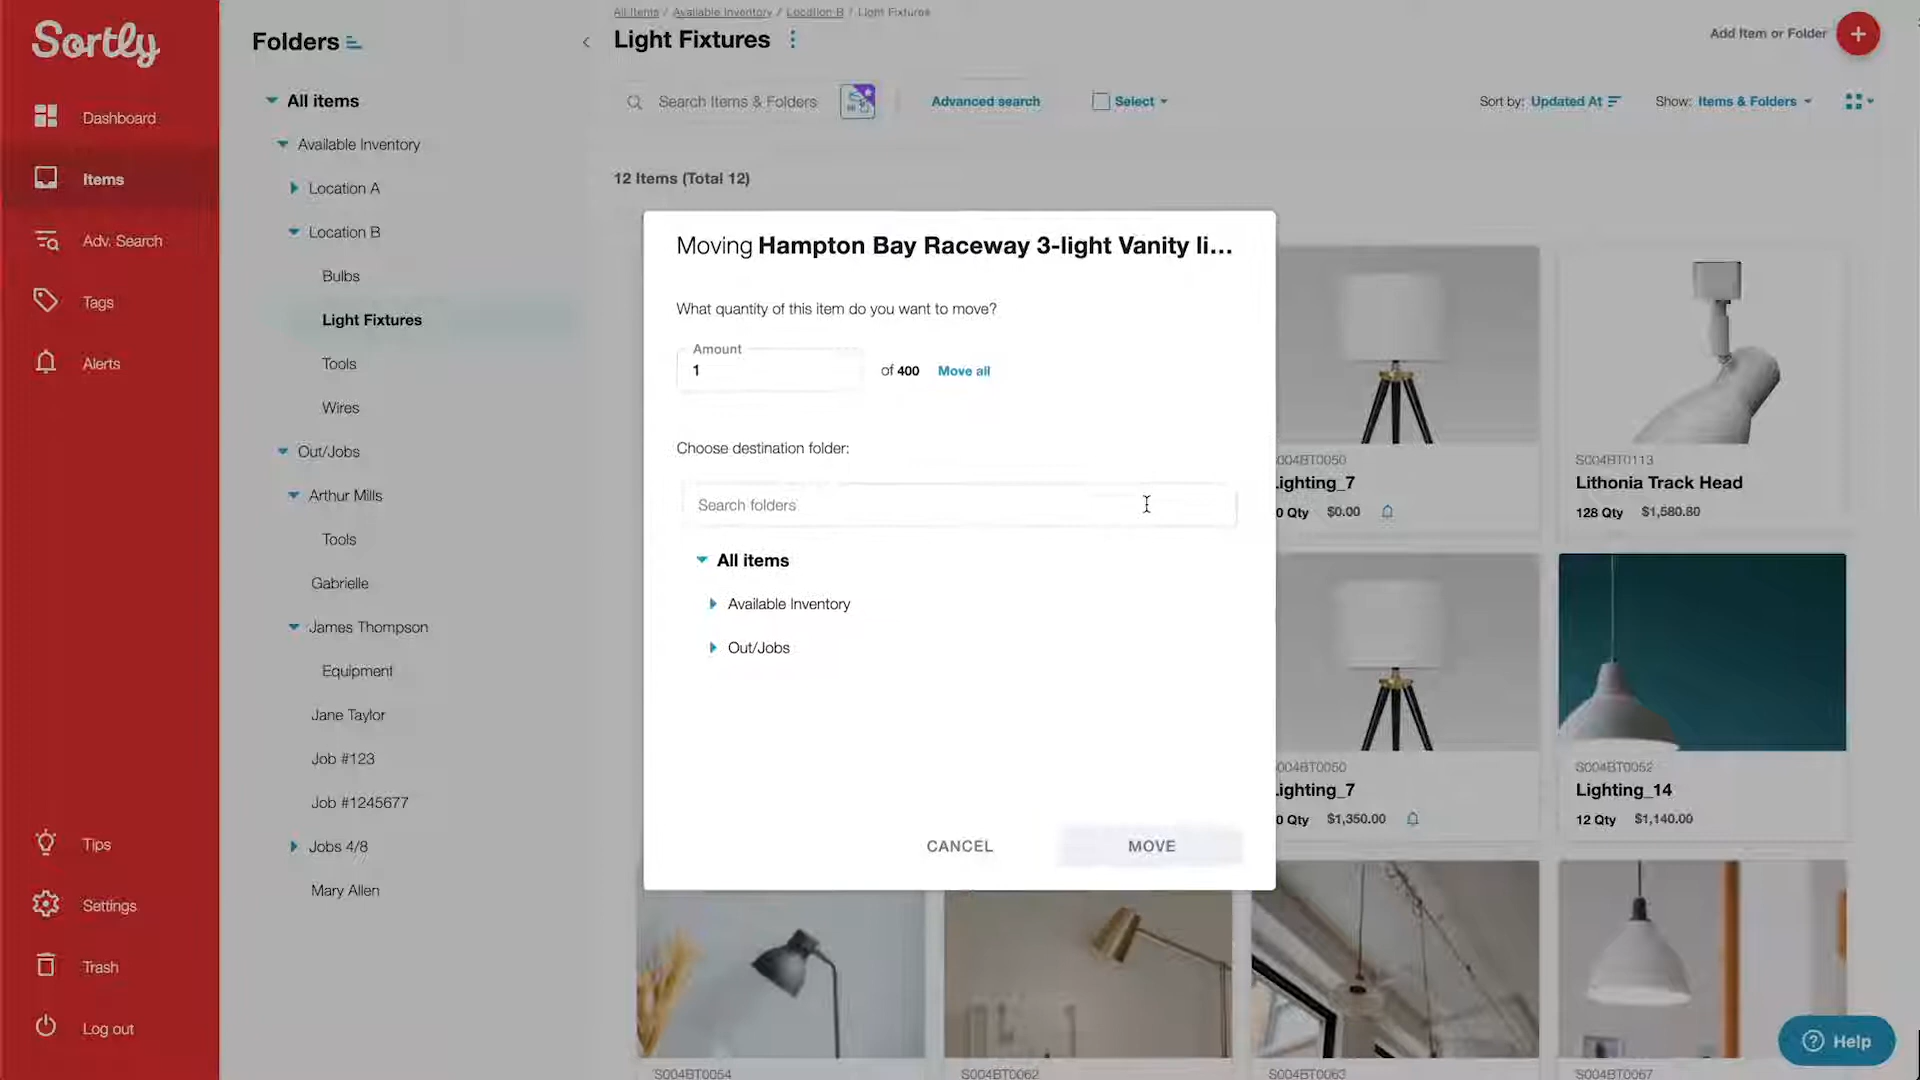 Sortly
Dashboard
Items
Adv. Search
Tags
Alerts
Tips
Settings
Trash
Log out
Folders
All items
Available Inventory
Location A
Location B
Bulbs
Light Fixtures
Tools
Wires
Out/Jobs
Arthur Mills
Tools
Gabrielle
James Thompson
Equipment
Jane Taylor
Job #123
Job #1245677
Jobs 4/8
Mary Allen
All Items / Available Inventory / Location B / Light Fixtures
Light Fixtures
Add Item or Folder
Search Items & Folders
Advanced search
Select
Sort by: Updated At
Show: Items & Folders
12 Items (Total 12)
Moving Hampton Bay Raceway 3-light Vanity li...
What quantity of this item do you want to move?
Amount
1
of 400 Move all
Choose destination folder:
Search folders
All items
Available Inventory
Out/Jobs
CANCEL
MOVE
004BT0050
ighting_7
0 Qty $0.00
S004BT0113
Lithonia Track Head
128 Qty $1,580.80
004BT0050
ighting_7
0 Qty $1,350.00
S004BT0052
Lighting_14
12 Qty $1,140.00
S004BT0054
S004BT0062
S004BT0063
S004BT0067
Help